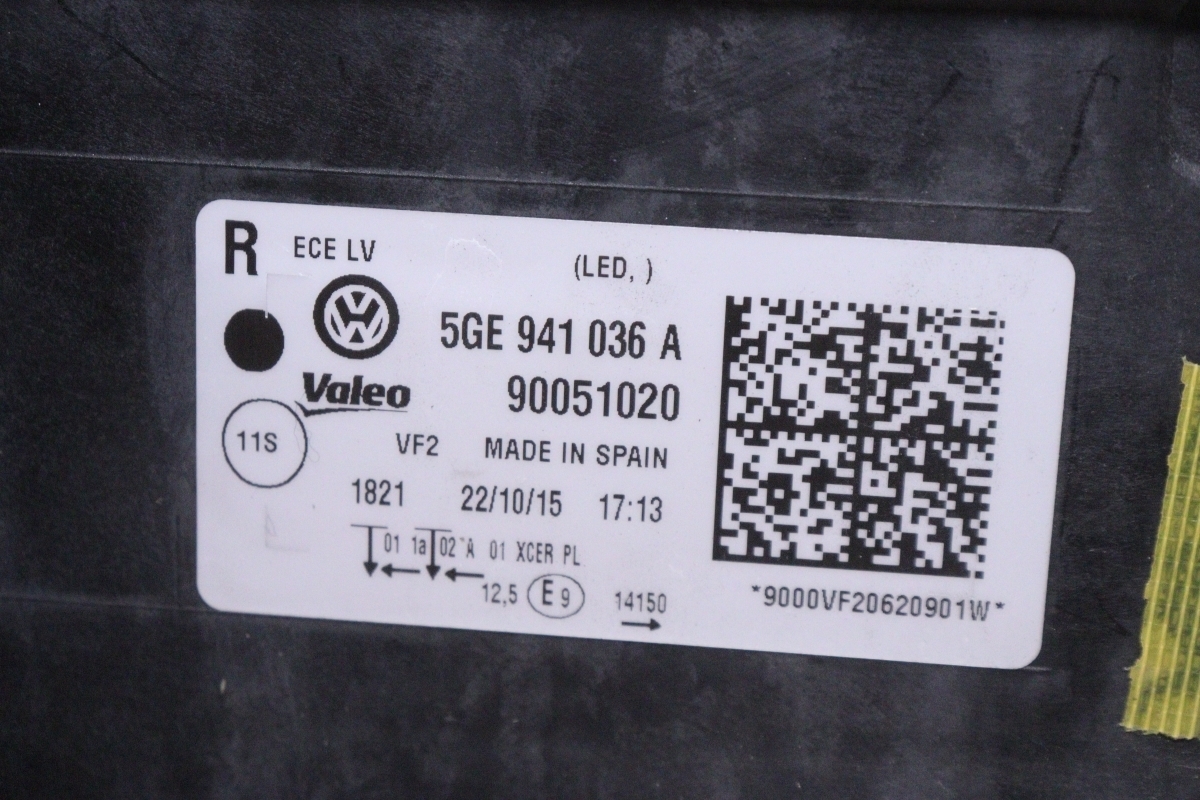 R ECE LV (LED, )
5GE 941 036 A
Valeo 90051020
11S VF2 MADE IN SPAIN
1821 22/10/15 17:13
01 1a 02 A 01 XCER PL
12,5 E9 14150
*9000VF20620901W*